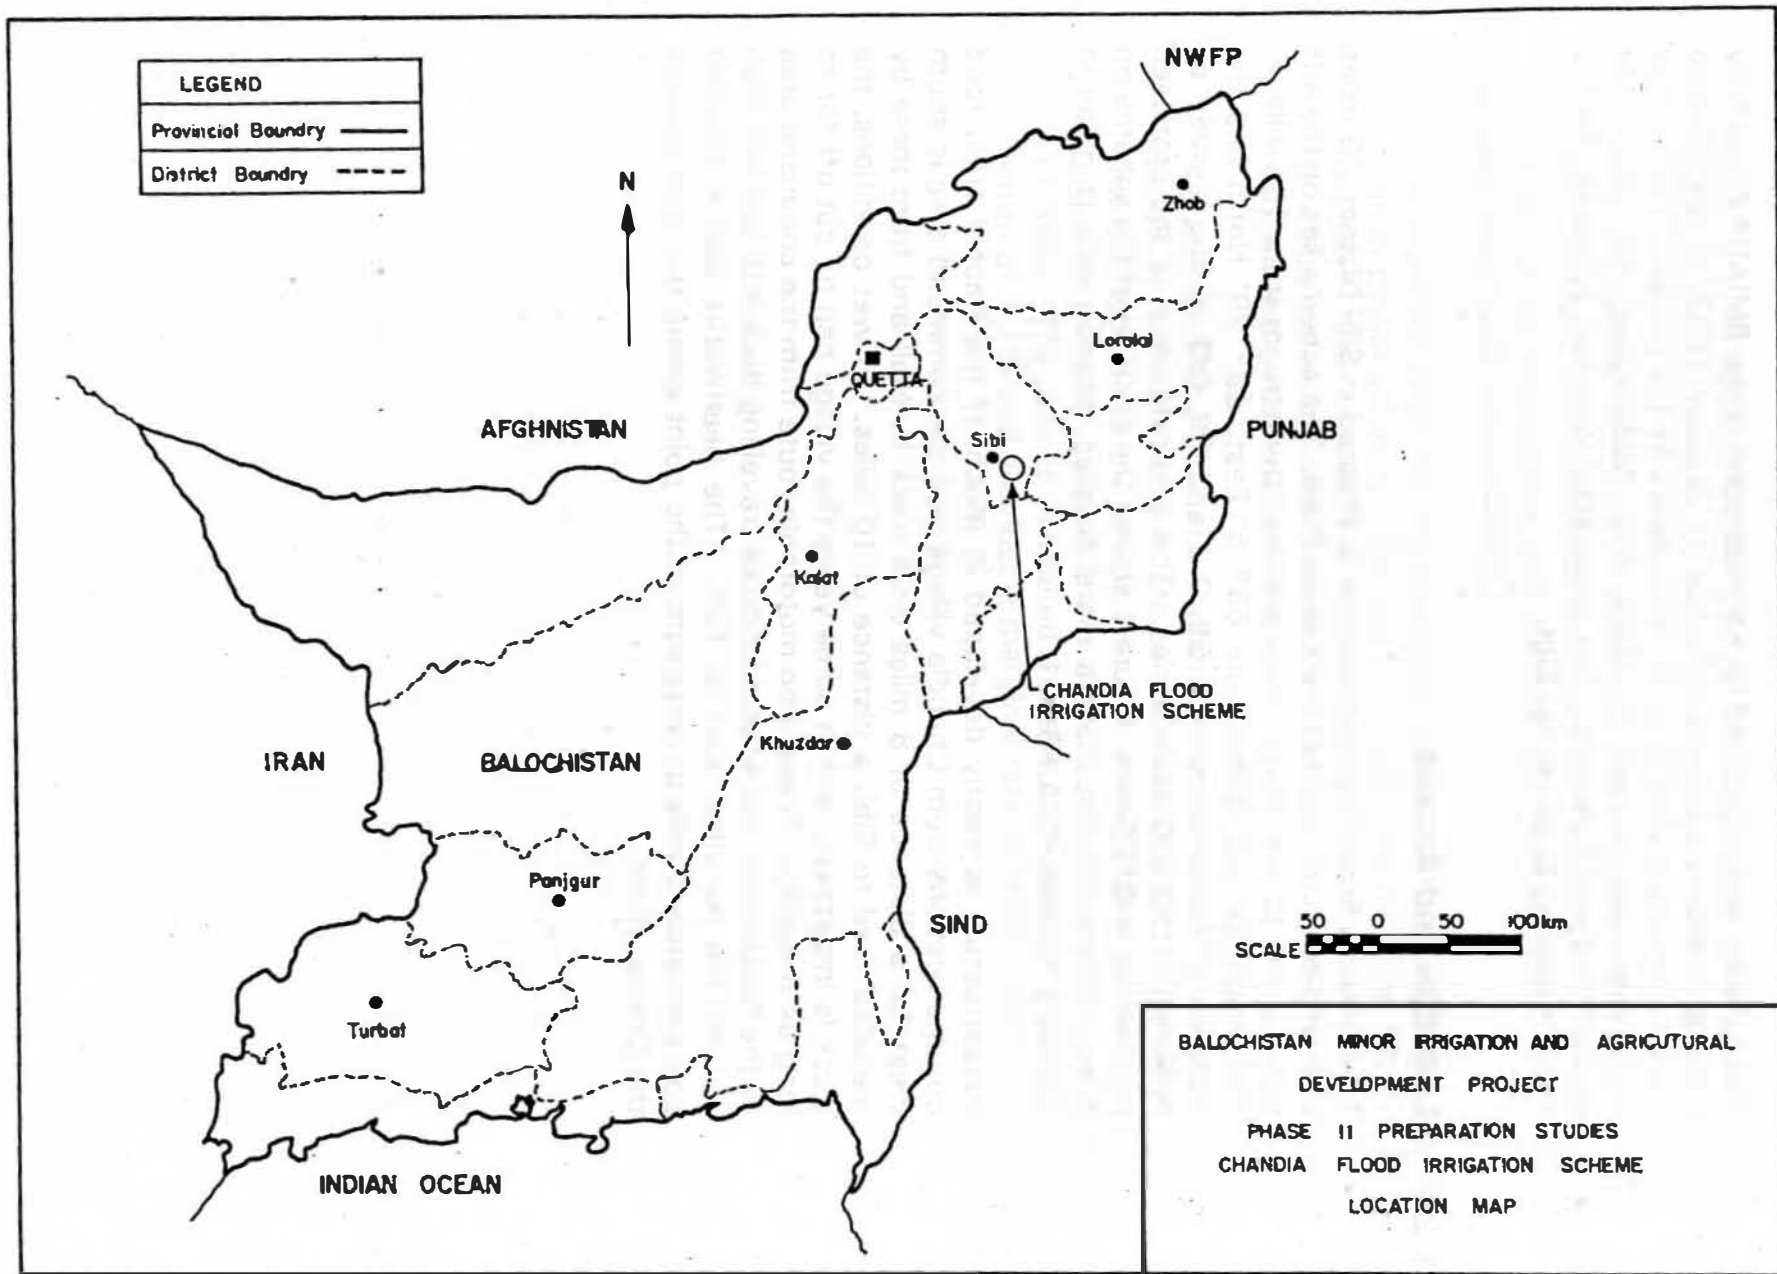 LEGEND
Provincial Boundry
District Boundry
N
NWFP
Zhob
Loralai
QUETTA
AFGHNISTAN
Sibi
PUNJAB
Kalat
CHANDIA FLOOD
IRRIGATION SCHEME
IRAN
BALOCHISTAN
Khuzdar
Panjgur
SIND
50 0 50 100km
SCALE
Turbat
INDIAN OCEAN
BALOCHISTAN MINOR IRRIGATION AND AGRICUTURAL
DEVELOPMENT PROJECT
PHASE II PREPARATION STUDIES
CHANDIA FLOOD IRRIGATION SCHEME
LOCATION MAP